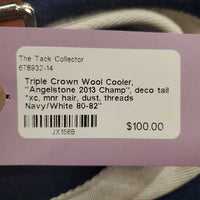 The Tack Collector
678932-14
Triple Crown Wool Cooler,
"Angelstone 2013 Champ", deco tail
*xc, mnr hair, dust, threads
Navy/White 80-82"
JX158B
$100.00